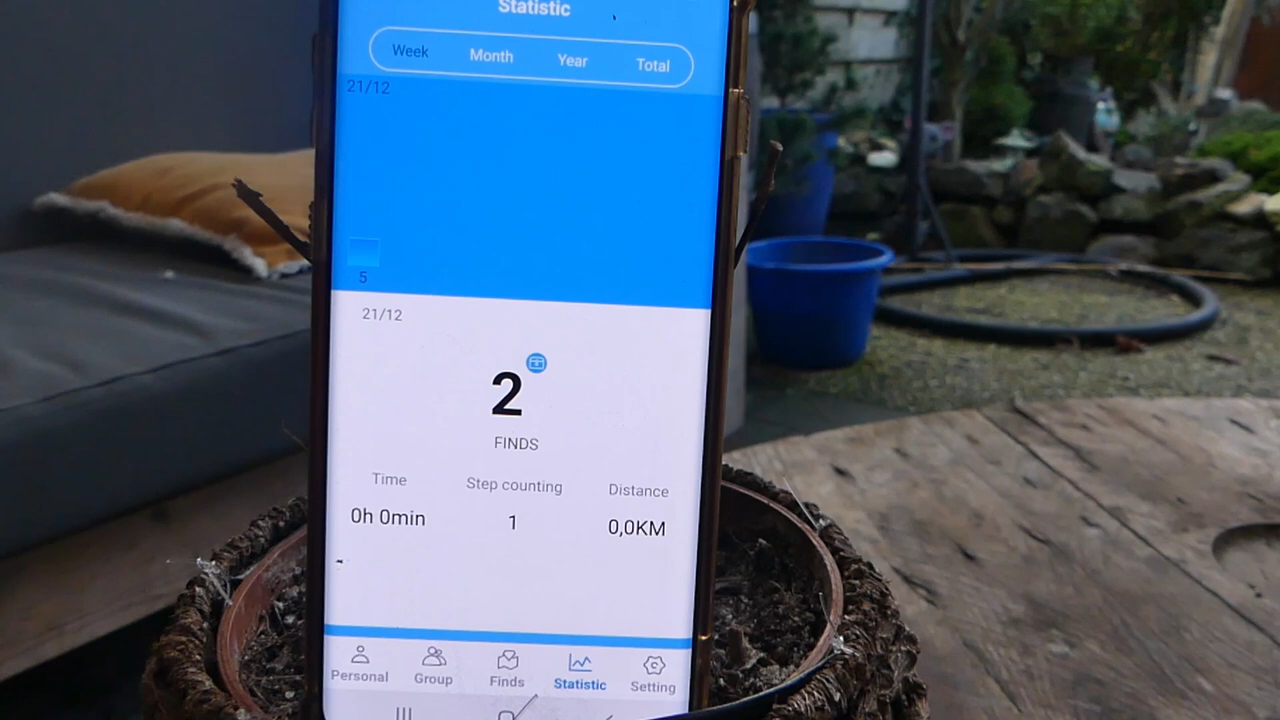 Statistic
Week Month Year Total
21/12
5
21/12
2
FINDS
Time Step counting Distance
0h 0min 1 0,0KM
Personal Group Finds Statistic Setting